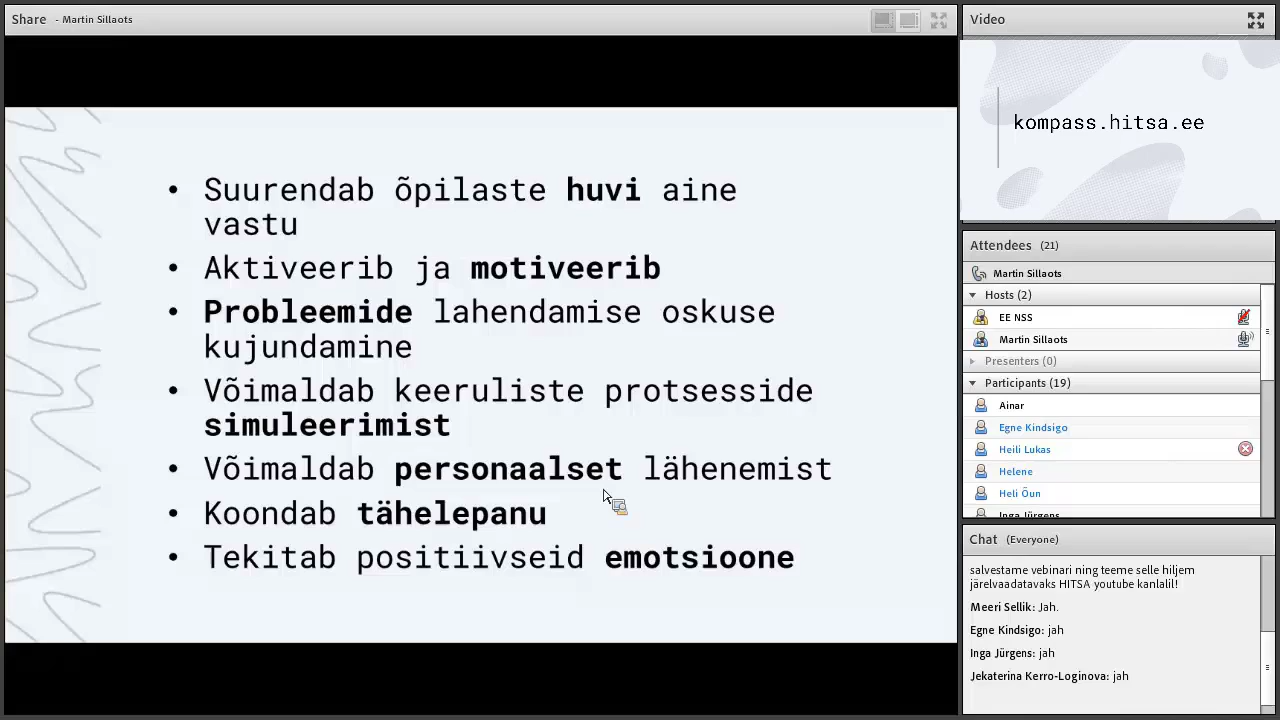 Share - Martin Sillaots
• Suurendab õpilaste huvi aine
vastu
• Aktiveerib ja motiveerib
• Probleemide lahendamise oskuse
kujundamine
• Võimaldab keeruliste protsesside
simuleerimist
• Võimaldab personaalset lähenemist
• Koondab tähelepanu
• Tekitab positiivseid emotsioone
Video
kompass.hitsa.ee
Attendees (21)
Martin Sillaots
Hosts (2)
EE NSS
Martin Sillaots
Presenters (0)
Participants (19)
Ainar
Egne Kindsigo
Heili Lukas
Helene
Heli Õun
Inga Jürgens
Chat (Everyone)
salvestame vebinari ning teeme selle hiljem
järelvaadatavaks HITSA youtube kanlalil!
Meeri Sellik: Jah.
Egne Kindsigo: jah
Inga Jürgens: jah
Jekaterina Kerro-Loginova: jah